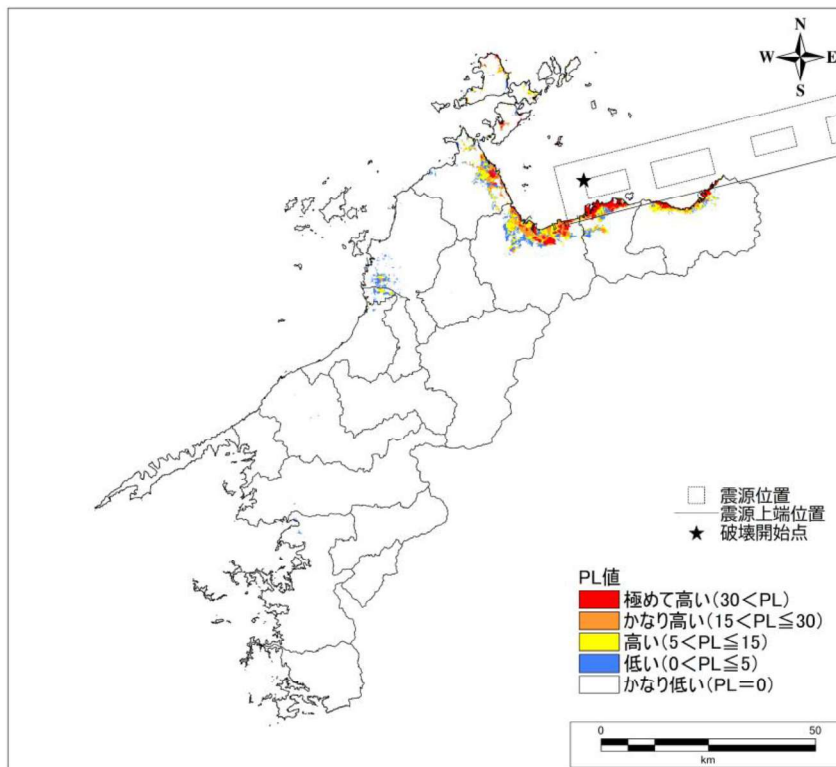 N
W E
S
震源位置
震源上端位置
破壊開始点
PL値
極めて高い(30<PL)
かなり高い(15<PL≦30)
高い(5<PL≦15)
低い(0<PL≦5)
かなり低い(PL=0)
0 50
km